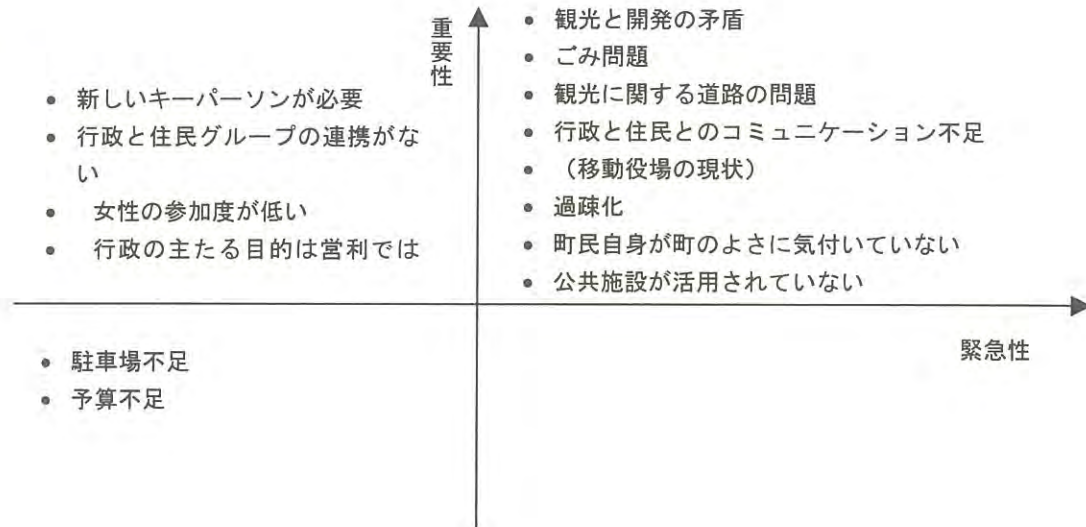 重要性
• 新しいキーパーソンが必要
• 行政と住民グループの連携がな
い
• 女性の参加度が低い
• 行政の主たる目的は営利では
• 観光と開発の矛盾
• ごみ問題
• 観光に関する道路の問題
• 行政と住民とのコミュニケーション不足
• （移動役場の現状）
• 過疎化
• 町民自身が町のよさに気付いていない
• 公共施設が活用されていない
緊急性
• 駐車場不足
• 予算不足